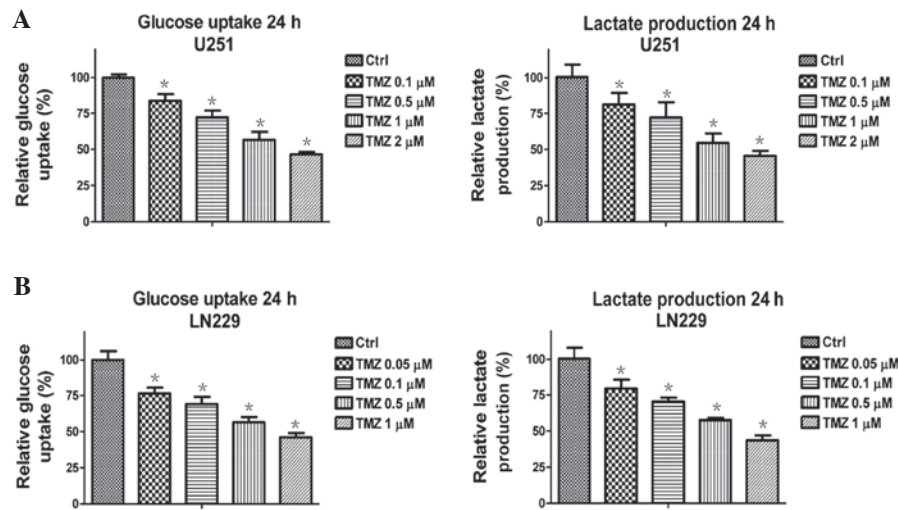 A
Glucose uptake 24 h
U251
Relative glucose
uptake (%)
100
75
50
25
0
*
*
*
*
Ctrl
TMZ 0.1 μM
TMZ 0.5 μM
TMZ 1 μM
TMZ 2 μM
Lactate production 24 h
U251
Relative lactate
production (%)
100
75
50
25
0
*
*
*
*
Ctrl
TMZ 0.1 μM
TMZ 0.5 μM
TMZ 1 μM
TMZ 2 μM
B
Glucose uptake 24 h
LN229
Relative glucose
uptake (%)
100
75
50
25
0
*
*
*
*
Ctrl
TMZ 0.05 μM
TMZ 0.1 μM
TMZ 0.5 μM
TMZ 1 μM
Lactate production 24 h
LN229
Relative lactate
production (%)
100
75
50
25
0
*
*
*
*
Ctrl
TMZ 0.05 μM
TMZ 0.1 μM
TMZ 0.5 μM
TMZ 1 μM